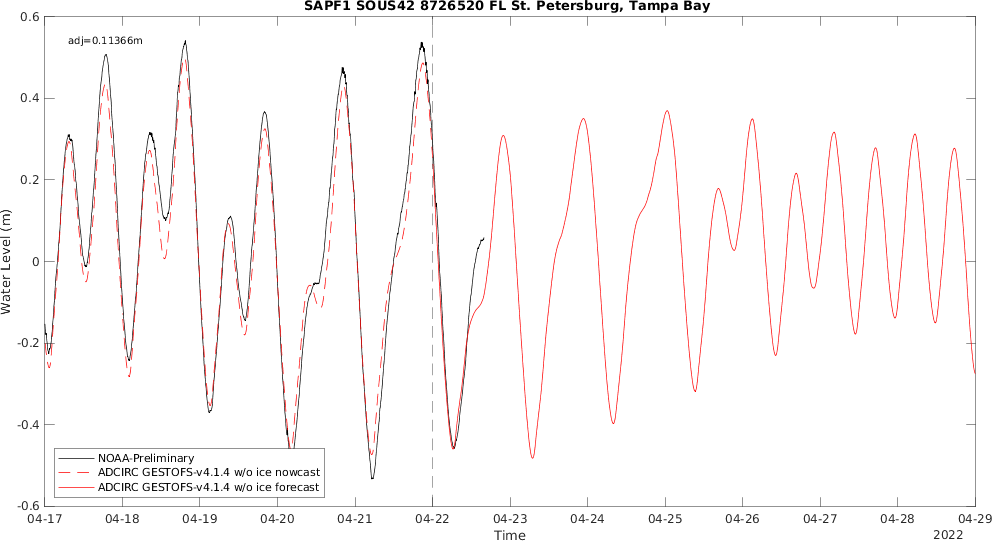 SAPF1 SOUS42 8726520 FL St. Petersburg, Tampa Bay
adj=0.11366m
0.6
0.4
0.2
0
-0.2
-0.4
-0.6
Water Level (m)
NOAA-Preliminary
ADCIRC GESTOFS-v4.1.4 w/o ice nowcast
ADCIRC GESTOFS-v4.1.4 w/o ice forecast
04-17 04-18 04-19 04-20 04-21 04-22 04-23 04-24 04-25 04-26 04-27 04-28 04-29
Time
2022